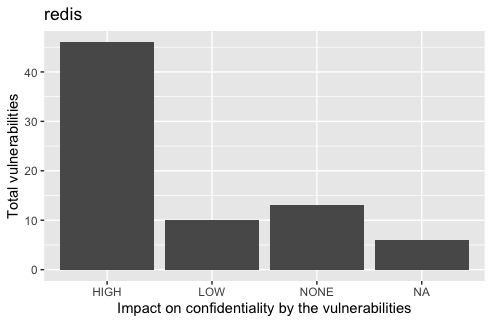 redis
Total vulnerabilities
40
30
20
10
0
HIGH LOW NONE NA
Impact on confidentiality by the vulnerabilities